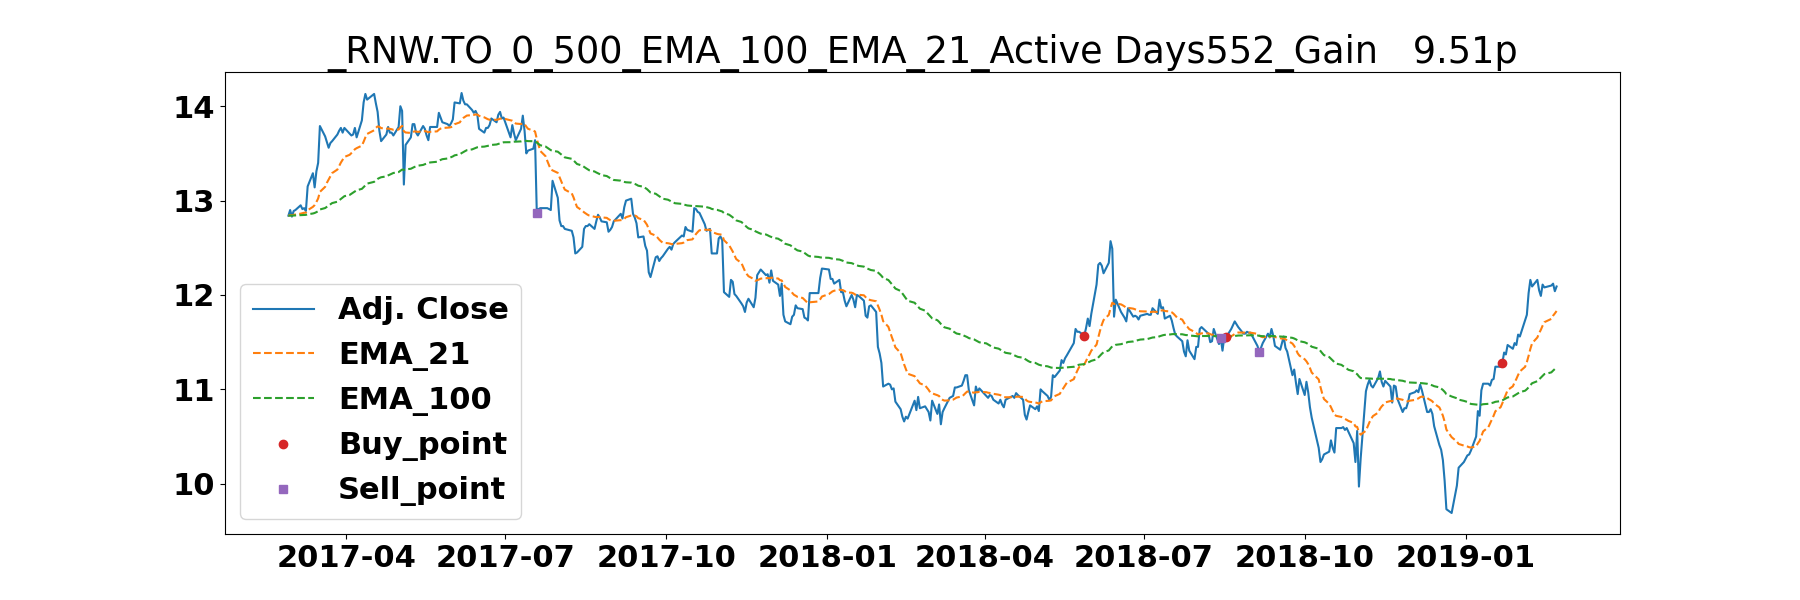 _RNW.TO_0_500_EMA_100_EMA_21_Active Days552_Gain   9.51p
14
13
12
11
10
Adj. Close
EMA_21
EMA_100
Buy_point
Sell_point
2017-04 2017-07 2017-10 2018-01 2018-04 2018-07 2018-10 2019-01